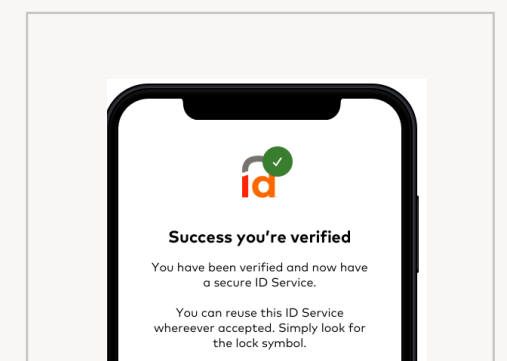 id
Success you're verified
You have been verified and now have
a secure ID Service.
You can reuse this ID Service
whereever accepted. Simply look for
the lock symbol.